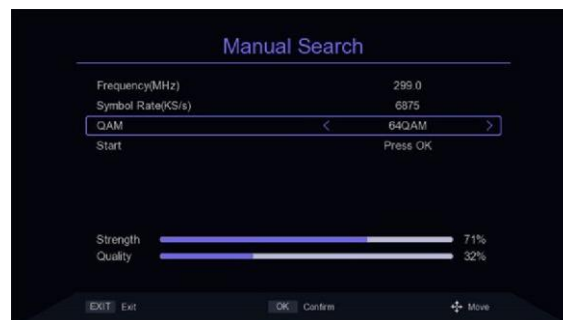 Manual Search
Frequency(MHz) 299.0
Symbol Rate(KS/s) 6875
QAM < 64QAM >
Start Press OK
Strength 71%
Quality 32%
EXIT Exit OK Confirm Move